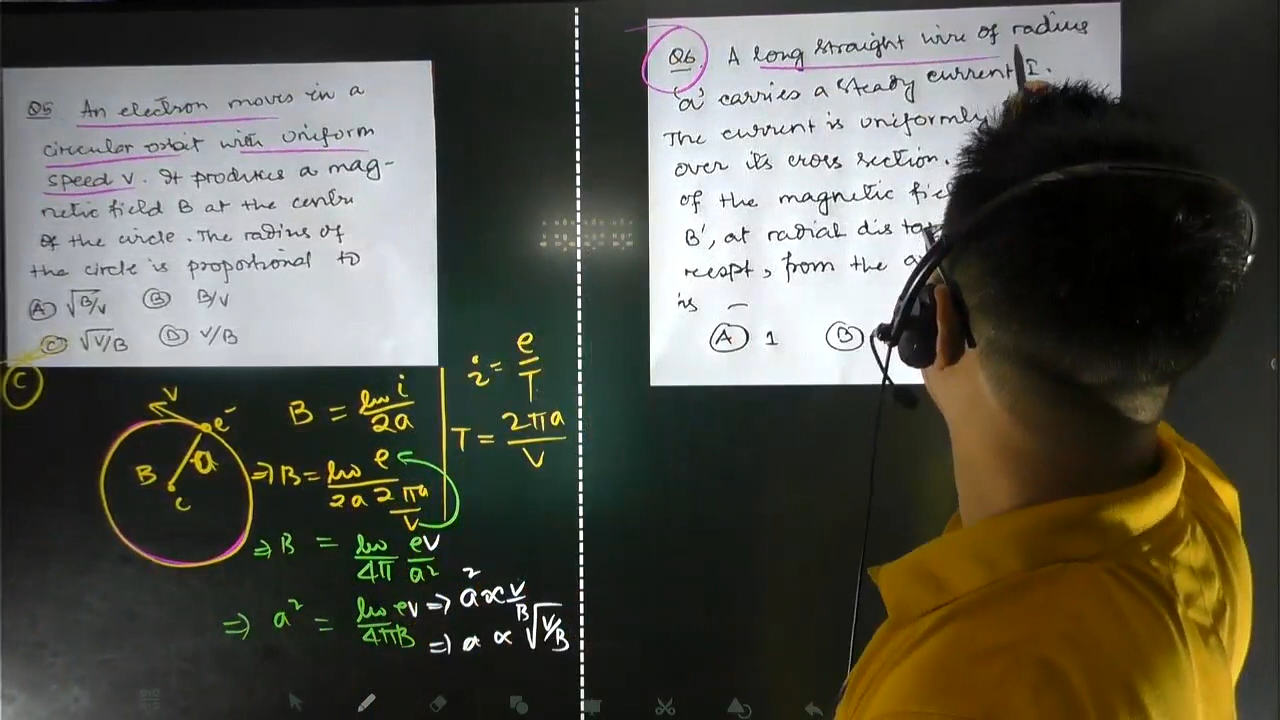 Q5 An electron moves in a
circular orbit with uniform
speed v. It produces a mag-
netic field B at the centre
of the circle. The radius of
the circle is proportional to
(A) √B/v (B) B/v
(C) √v/B (D) v/B
C
v
e⁻
a
B
c
B = μ₀ i / 2a
⇒ B = μ₀ e / 2a 2πa/v
⇒ B = μ₀ ev / 4π a²
⇒ a² = μ₀ ev / 4πB ⇒ a² ∝ v/B
⇒ a ∝ √v/B
i = e/T
T = 2πa/v
Q6. A long straight wire of radius
'a' carries a steady current I.
The current is uniformly
over its cross section.
of the magnetic
B', at radial
respt, from the
is —
(A) 1 (B)